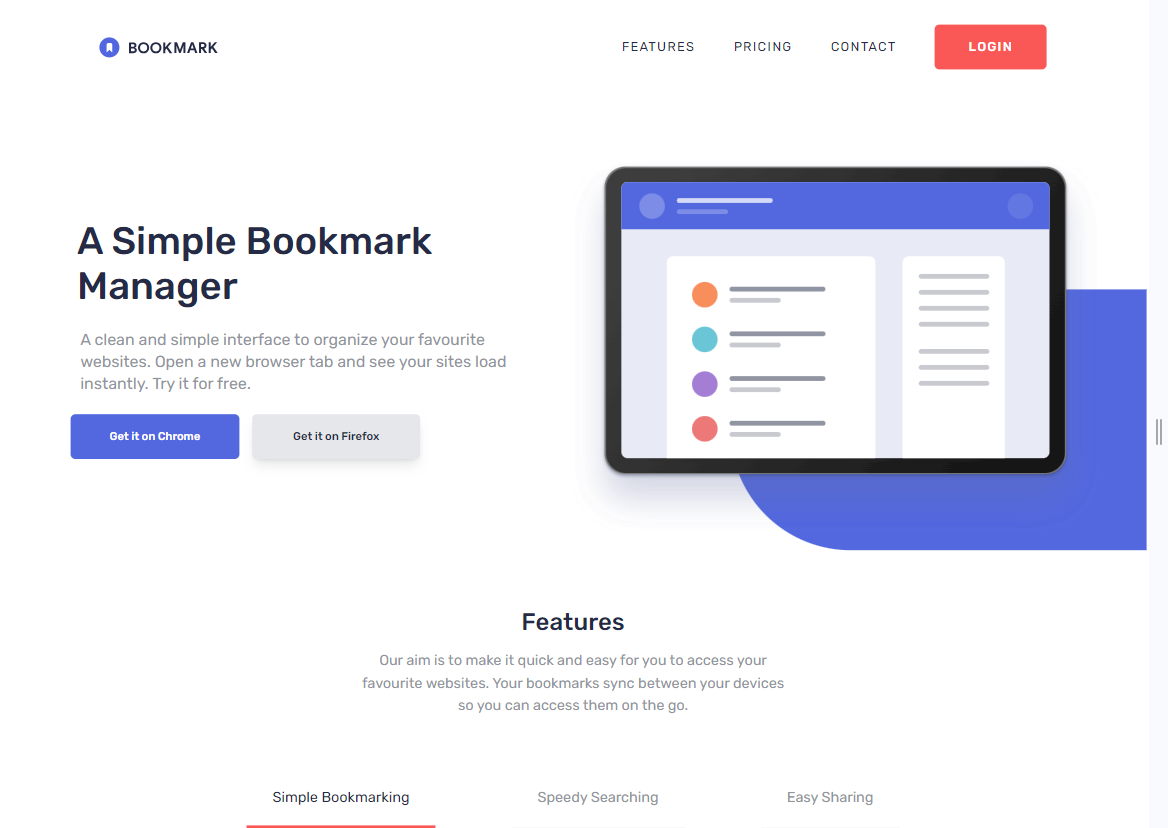 BOOKMARK
FEATURES
PRICING
CONTACT
LOGIN
A Simple Bookmark
Manager
A clean and simple interface to organize your favourite
websites. Open a new browser tab and see your sites load
instantly. Try it for free.
Get it on Chrome
Get it on Firefox
Features
Our aim is to make it quick and easy for you to access your
favourite websites. Your bookmarks sync between your devices
so you can access them on the go.
Simple Bookmarking
Speedy Searching
Easy Sharing